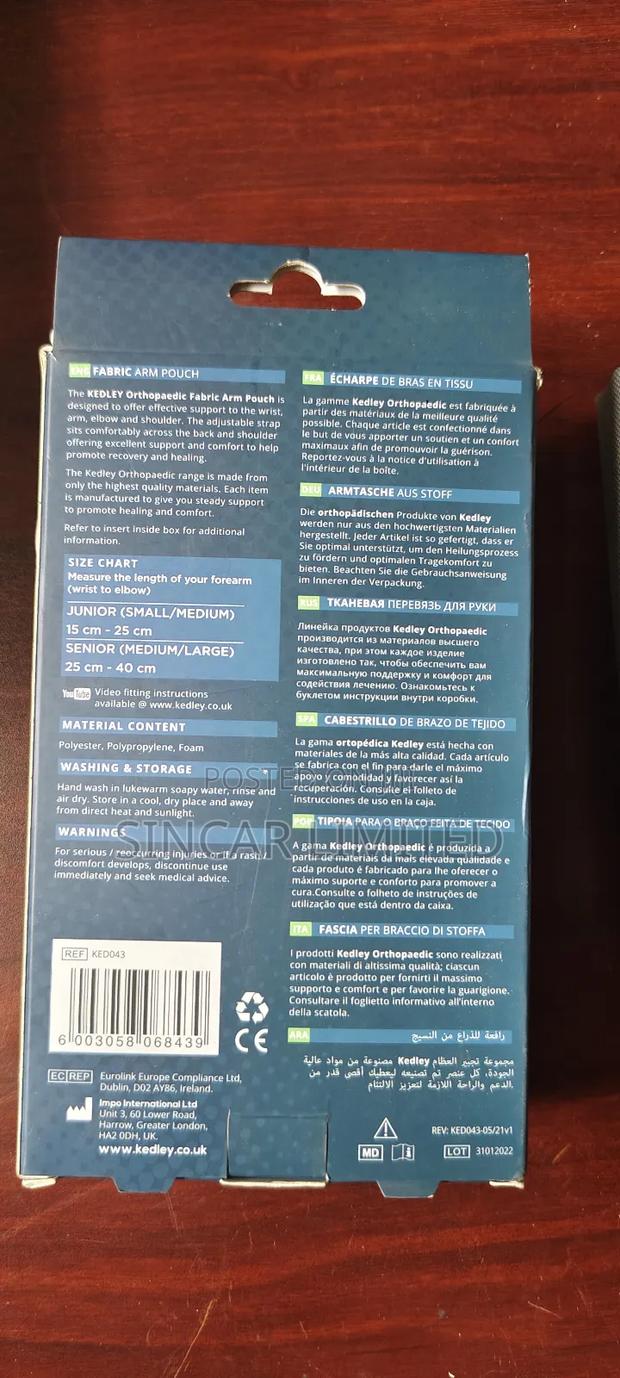 ENG FABRIC ARM POUCH
The KEDLEY Orthopaedic Fabric Arm Pouch is
designed to offer effective support to the wrist,
arm, elbow and shoulder. The adjustable strap
sits comfortably across the back and shoulder
offering excellent support and comfort to help
promote recovery and healing.
The Kedley Orthopaedic range is made from
only the highest quality materials. Each item
is manufactured to give you steady support
to promote healing and comfort.
Refer to insert inside box for additional
information.
SIZE CHART
Measure the length of your forearm
(wrist to elbow)
JUNIOR (SMALL/MEDIUM)
15 cm - 25 cm
SENIOR (MEDIUM/LARGE)
25 cm - 40 cm
YouTube Video fitting instructions
available @ www.kedley.co.uk
MATERIAL CONTENT
Polyester, Polypropylene, Foam
WASHING & STORAGE
Hand wash in lukewarm soapy water, rinse and
air dry. Store in a cool, dry place and away
from direct heat and sunlight.
WARNINGS
For serious / reoccurring injuries or if a rash /
discomfort develops, discontinue use
immediately and seek medical advice.
REF KED043
6 003058 068439
CE
EC REP Eurolink Europe Compliance Ltd,
Dublin, D02 AY86, Ireland.
Impo International Ltd
Unit 3, 60 Lower Road,
Harrow, Greater London,
HA2 0DH, UK.
www.kedley.co.uk
FRA ÉCHARPE DE BRAS EN TISSU
La gamme Kedley Orthopaedic est fabriquée à
partir des matériaux de la meilleure qualité
possible. Chaque article est confectionné dans
le but de vous apporter un soutien et un confort
maximaux afin de promouvoir la guérison.
Reportez-vous à la notice d'utilisation à
l'intérieur de la boîte.
DEU ARMTASCHE AUS STOFF
Die orthopädischen Produkte von Kedley
werden nur aus den hochwertigsten Materialien
hergestellt. Jeder Artikel ist so gefertigt, dass er
Sie optimal unterstützt, um den Heilungsprozess
zu fördern und optimalen Tragekomfort zu
bieten. Beachten Sie die Gebrauchsanweisung
im Inneren der Verpackung.
RUS ТКАНЕВАЯ ПЕРЕВЯЗЬ ДЛЯ РУКИ
Линейка продуктов Kedley Orthopaedic
производится из материалов высшего
качества, при этом каждое изделие
изготовлено так, чтобы обеспечить вам
максимальную поддержку и комфорт для
содействия лечению. Ознакомьтесь с
буклетом инструкции внутри коробки.
SPA CABESTRILLO DE BRAZO DE TEJIDO
La gama ortopédica Kedley está hecha con
materiales de la más alta calidad. Cada artículo
se fabrica con el fin para darle el máximo
apoyo y comodidad y favorecer así la
recuperación. Consulte el folleto de
instrucciones de uso en la caja.
POR TIPOIA PARA O BRAÇO FEITA DE TECIDO
A gama Kedley Orthopaedic é produzida a
partir de materiais da mais elevada qualidade e
cada produto é fabricado para lhe oferecer o
máximo suporte e conforto para promover a
cura.Consulte o folheto de instruções de
utilização que está dentro da caixa.
ITA FASCIA PER BRACCIO DI STOFFA
I prodotti Kedley Orthopaedic sono realizzati
con materiali di altissima qualità; ciascun
articolo è prodotto per fornirti il massimo
supporto e comfort e per favorire la guarigione.
Consultare il foglietto informativo all'interno
della scatola.
ARA رافعة للذراع من النسيج
مجموعة تجبير العظام Kedley مصنوعة من مواد عالية
الجودة، كل عنصر تم تصنيعه ليعطيك أقصى قدر من
الدعم والراحة اللازمة لتعزيز الالتئام.
REV: KED043-05/21v1
MD LOT 31012022
SINCAR LIMITED